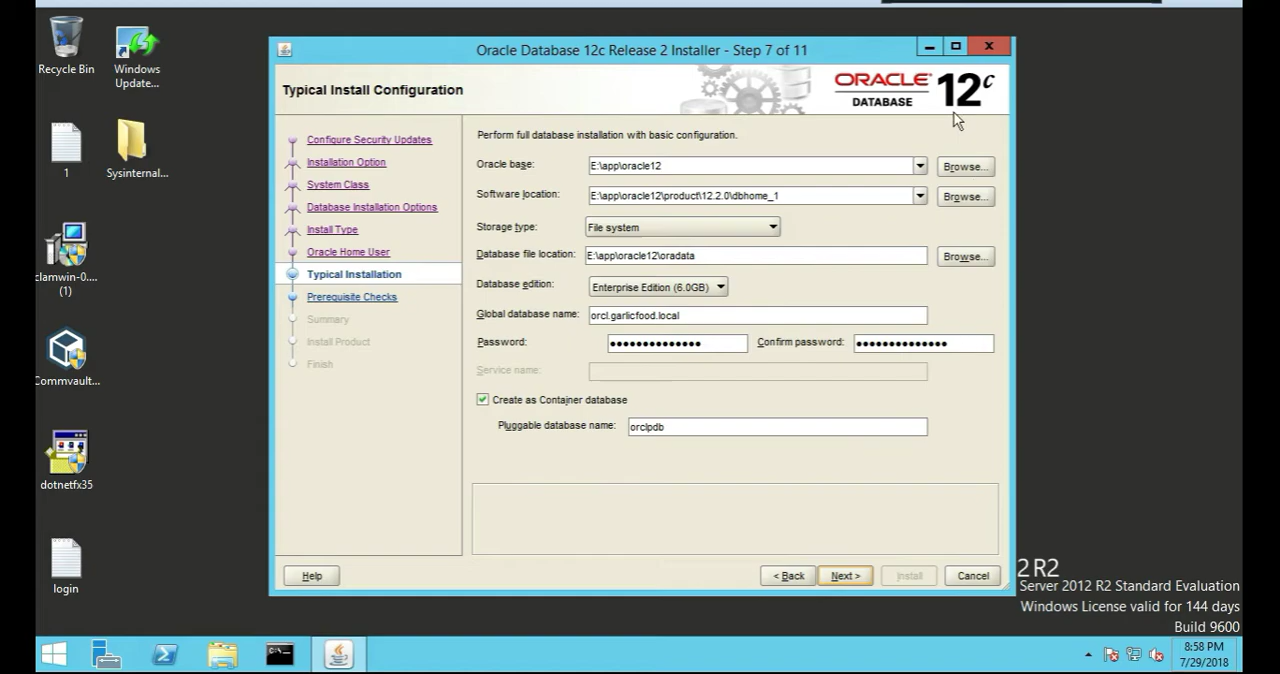 Recycle Bin
Windows
Update...
1
Sysinternal...
clamwin-0....
(1)
Commvault...
dotnetfx35
login
Oracle Database 12c Release 2 Installer - Step 7 of 11
Typical Install Configuration
ORACLE
DATABASE
12c
Configure Security Updates
Installation Option
System Class
Database Installation Options
Install Type
Oracle Home User
Typical Installation
Prerequisite Checks
Summary
Install Product
Finish
Perform full database installation with basic configuration.
Oracle base: E:\app\oracle12 Browse...
Software location: E:\app\oracle12\product\12.2.0\dbhome_1 Browse...
Storage type: File system
Database file location: E:\app\oracle12\oradata Browse...
Database edition: Enterprise Edition (6.0GB)
Global database name: orcl.garlicfood.local
Password: ●●●●●●●●●●●●●● Confirm password: ●●●●●●●●●●●●●●
Service name:
Create as Container database
Pluggable database name: orclpdb
Help < Back Next > Install Cancel
2 R2
Server 2012 R2 Standard Evaluation
Windows License valid for 144 days
Build 9600
8:58 PM
7/29/2018